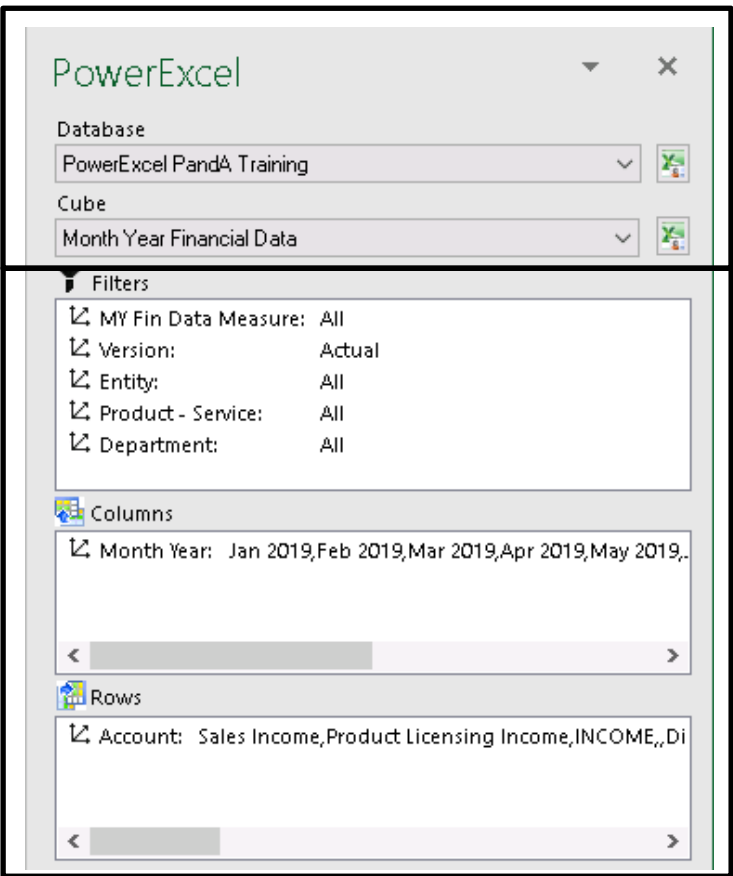 PowerExcel
Database
PowerExcel PandA Training
Cube
Month Year Financial Data
Filters
MY Fin Data Measure: All
Version: Actual
Entity: All
Product - Service: All
Department: All
Columns
Month Year: Jan 2019,Feb 2019,Mar 2019,Apr 2019,May 2019,..
Rows
Account: Sales Income,Product Licensing Income,INCOME,,Di